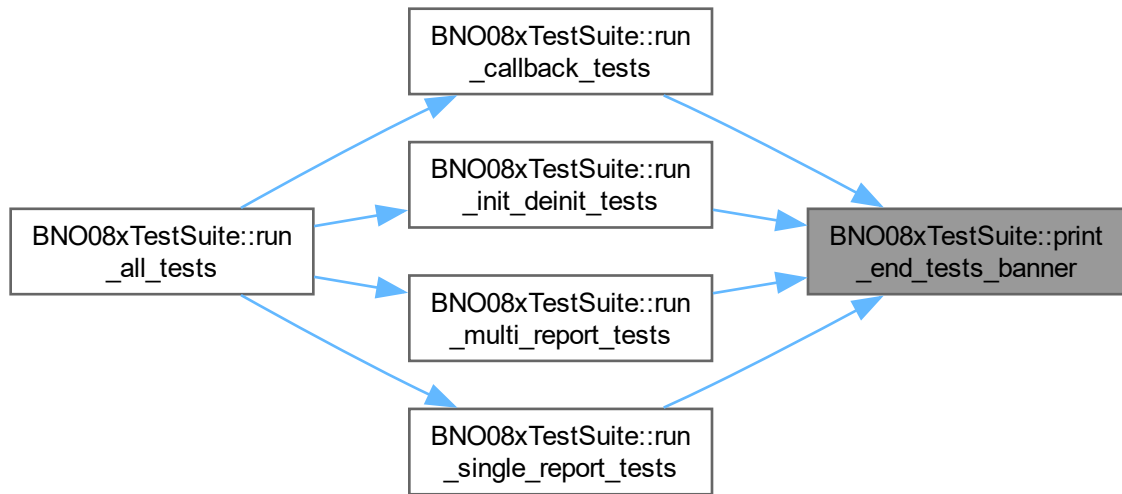 BNO08xTestSuite::run
_callback_tests
BNO08xTestSuite::run
_init_deinit_tests
BNO08xTestSuite::run
_all_tests
BNO08xTestSuite::print
_end_tests_banner
BNO08xTestSuite::run
_multi_report_tests
BNO08xTestSuite::run
_single_report_tests